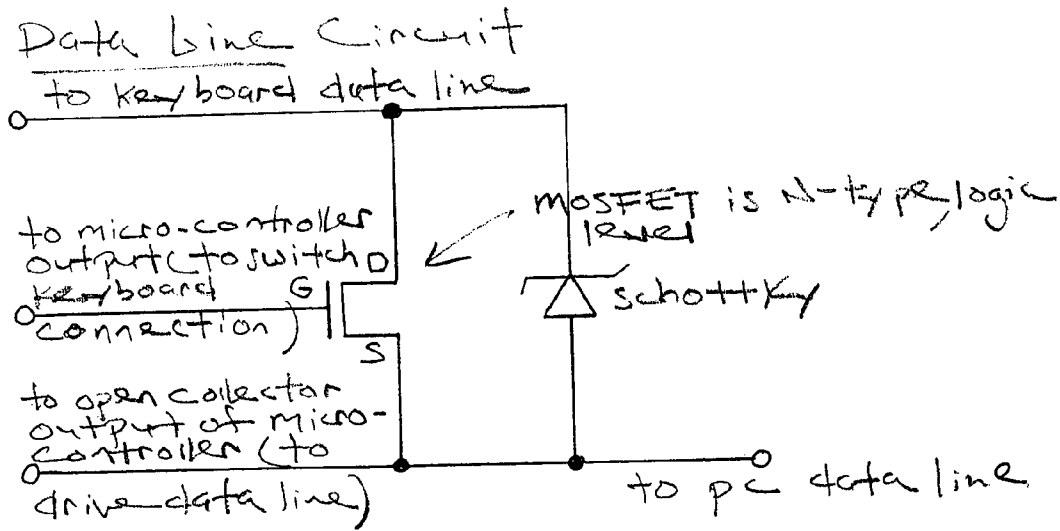 Data Line Circuit
to keyboard data line
MOSFET is N-type, logic
level
to micro-controller
output (to switch
keyboard
connection)
D
G
S
schottky
to open collector
output of micro-
controller (to
drive data line)
to pc data line